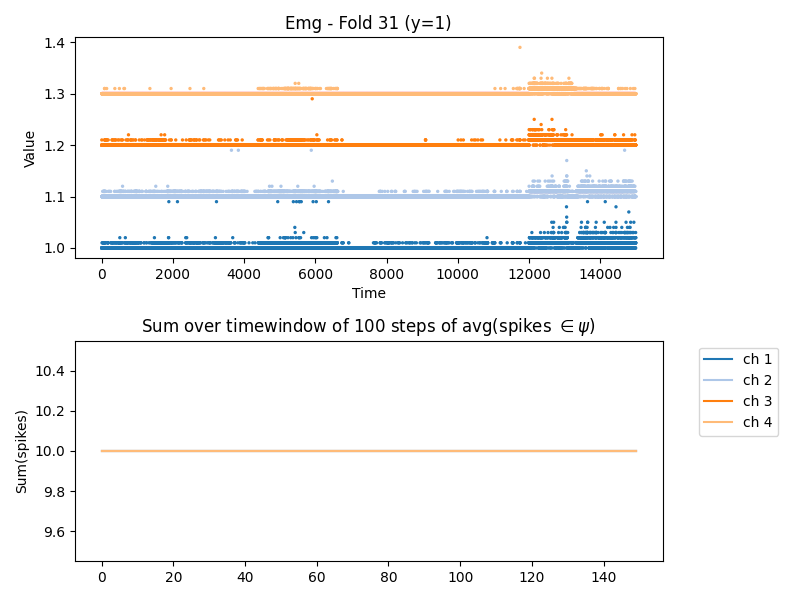 Emg - Fold 31 (y=1)
Value
1.4
1.3
1.2
1.1
1.0
0 2000 4000 6000 8000 10000 12000 14000
Time
Sum over timewindow of 100 steps of avg(spikes ∈ψ)
Sum(spikes)
10.4
10.2
10.0
9.8
9.6
0 20 40 60 80 100 120 140
ch 1
ch 2
ch 3
ch 4